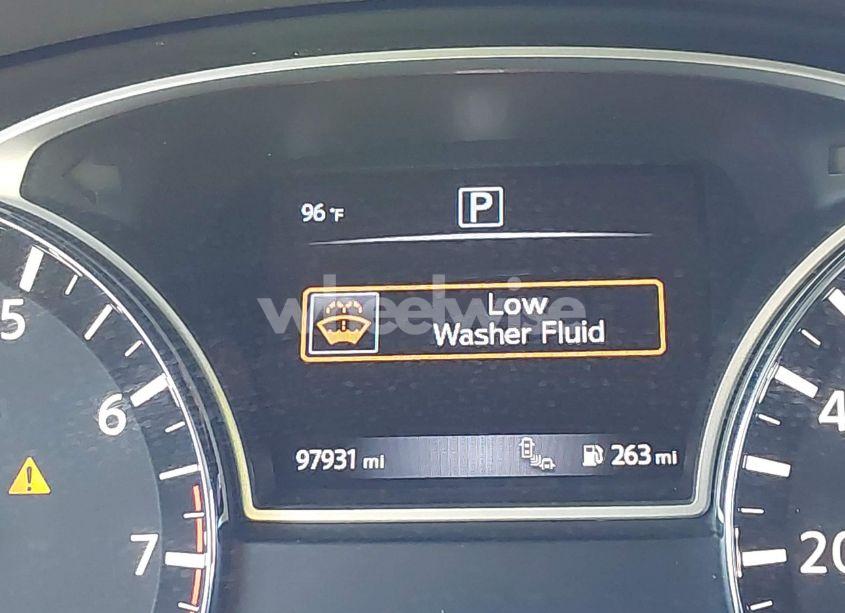 96 °F
P
Low
Washer Fluid
wheelwise
97931 mi
263 mi
5
6
7
4
20